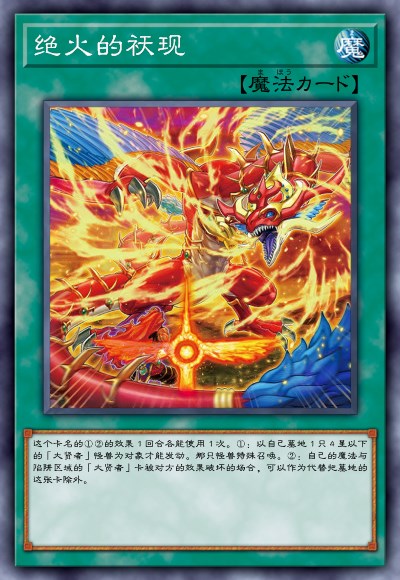 绝火的祆现
魔
【魔法カード】
ま ほう
这个卡名的①②的效果1回合各能使用1次。①：以自己墓地1只4星以下
的「大贤者」怪兽为对象才能发动。那只怪兽特殊召唤。②：自己的魔法与
陷阱区域的「大贤者」卡被对方的效果破坏的场合，可以作为代替把墓地的
这张卡除外。